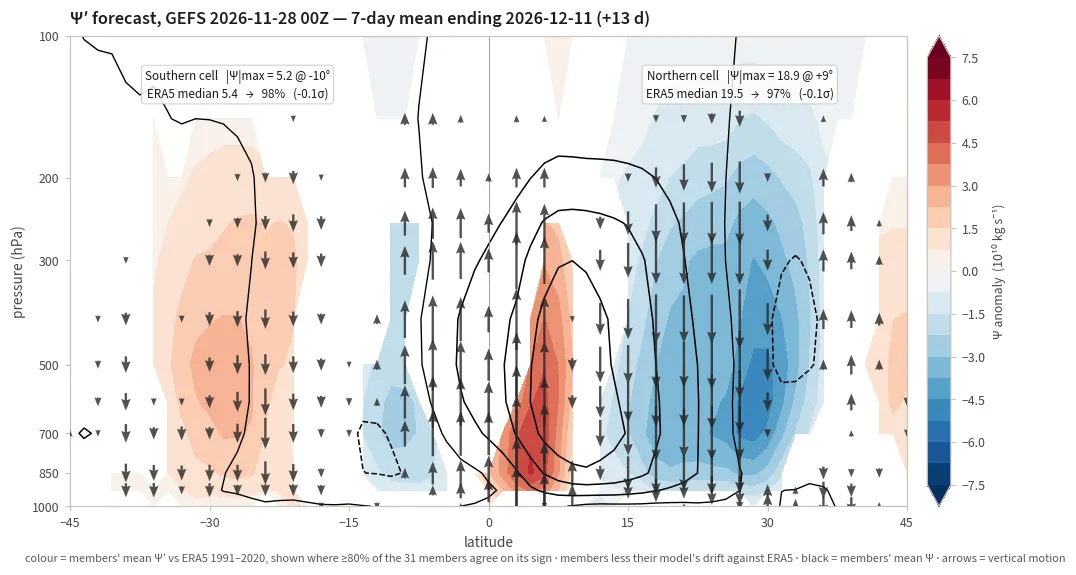 Ψ′ forecast, GEFS 2026-11-28 00Z — 7-day mean ending 2026-12-11 (+13 d)
Southern cell |Ψ|max = 5.2 @ -10°
ERA5 median 5.4 → 98% (-0.1σ)
Northern cell |Ψ|max = 18.9 @ +9°
ERA5 median 19.5 → 97% (-0.1σ)
pressure (hPa)
100
200
300
400
500
700
850
1000
−45
−30
−15
0
15
30
45
latitude
7.5
6.0
4.5
3.0
1.5
0.0
−1.5
−3.0
−4.5
−6.0
−7.5
Ψ anomaly (10¹⁰ kg s⁻¹)
colour = members' mean Ψ′ vs ERA5 1991–2020, shown where ≥80% of the 31 members agree on its sign · members less their model's drift against ERA5 · black = members' mean Ψ · arrows = vertical motion